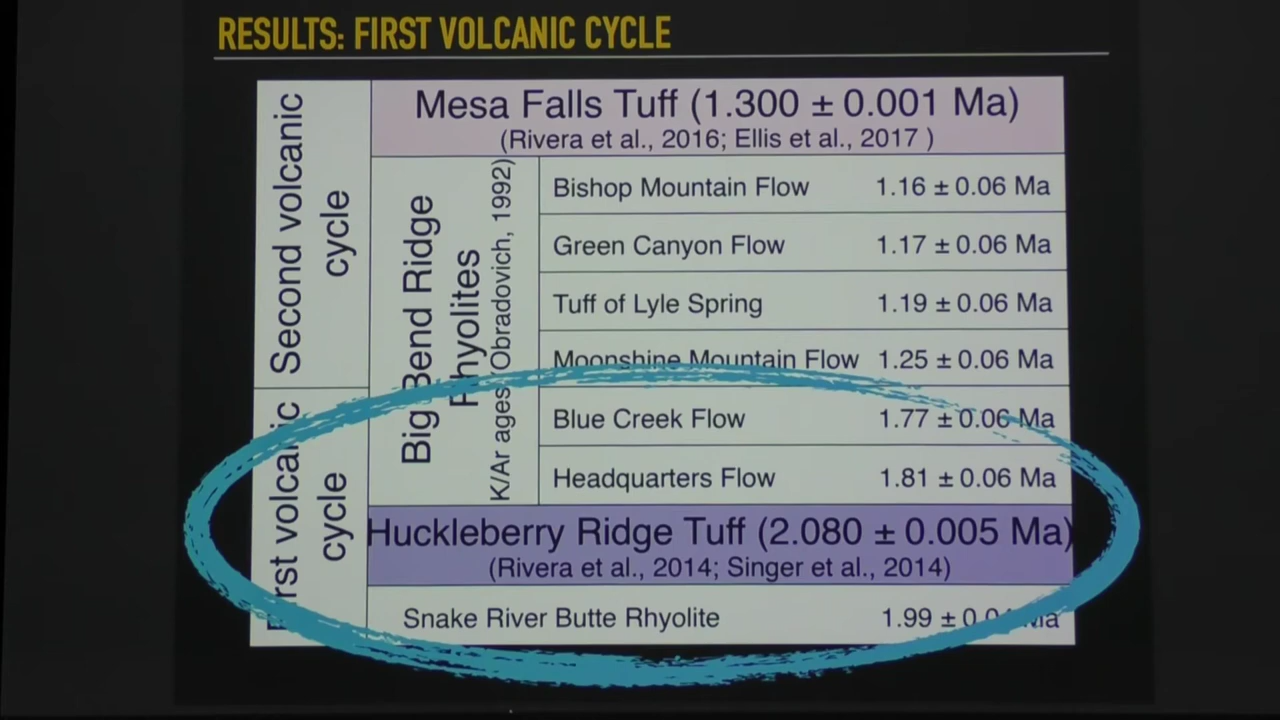 RESULTS: FIRST VOLCANIC CYCLE
Second volcanic
cycle
Mesa Falls Tuff (1.300 ± 0.001 Ma)
(Rivera et al., 2016; Ellis et al., 2017 )
Big Bend Ridge
Rhyolites
K/Ar ages (Obradovich, 1992)
Bishop Mountain Flow 1.16 ± 0.06 Ma
Green Canyon Flow 1.17 ± 0.06 Ma
Tuff of Lyle Spring 1.19 ± 0.06 Ma
Moonshine Mountain Flow 1.25 ± 0.06 Ma
First volcanic
cycle
Blue Creek Flow 1.77 ± 0.06 Ma
Headquarters Flow 1.81 ± 0.06 Ma
Huckleberry Ridge Tuff (2.080 ± 0.005 Ma)
(Rivera et al., 2014; Singer et al., 2014)
Snake River Butte Rhyolite 1.99 ± 0.04 Ma